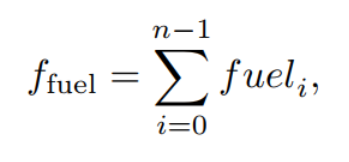 f_fuel = \sum_{i=0}^{n-1} fuel_i,